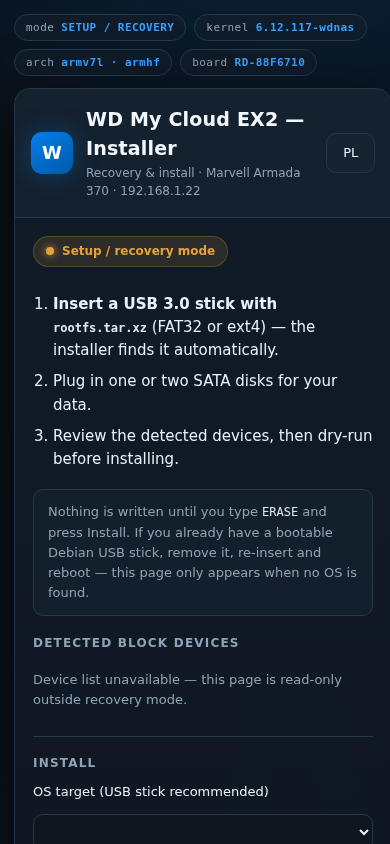 mode SETUP / RECOVERY
kernel 6.12.117-wdnas
arch armv7l · armhf
board RD-88F6710
W
WD My Cloud EX2 —
Installer
Recovery & install · Marvell Armada
370 · 192.168.1.22
PL
Setup / recovery mode
1. Insert a USB 3.0 stick with
rootfs.tar.xz (FAT32 or ext4) — the
installer finds it automatically.
2. Plug in one or two SATA disks for your
data.
3. Review the detected devices, then dry-run
before installing.
Nothing is written until you type ERASE and
press Install. If you already have a bootable
Debian USB stick, remove it, re-insert and
reboot — this page only appears when no OS is
found.
DETECTED BLOCK DEVICES
Device list unavailable — this page is read-only
outside recovery mode.
INSTALL
OS target (USB stick recommended)